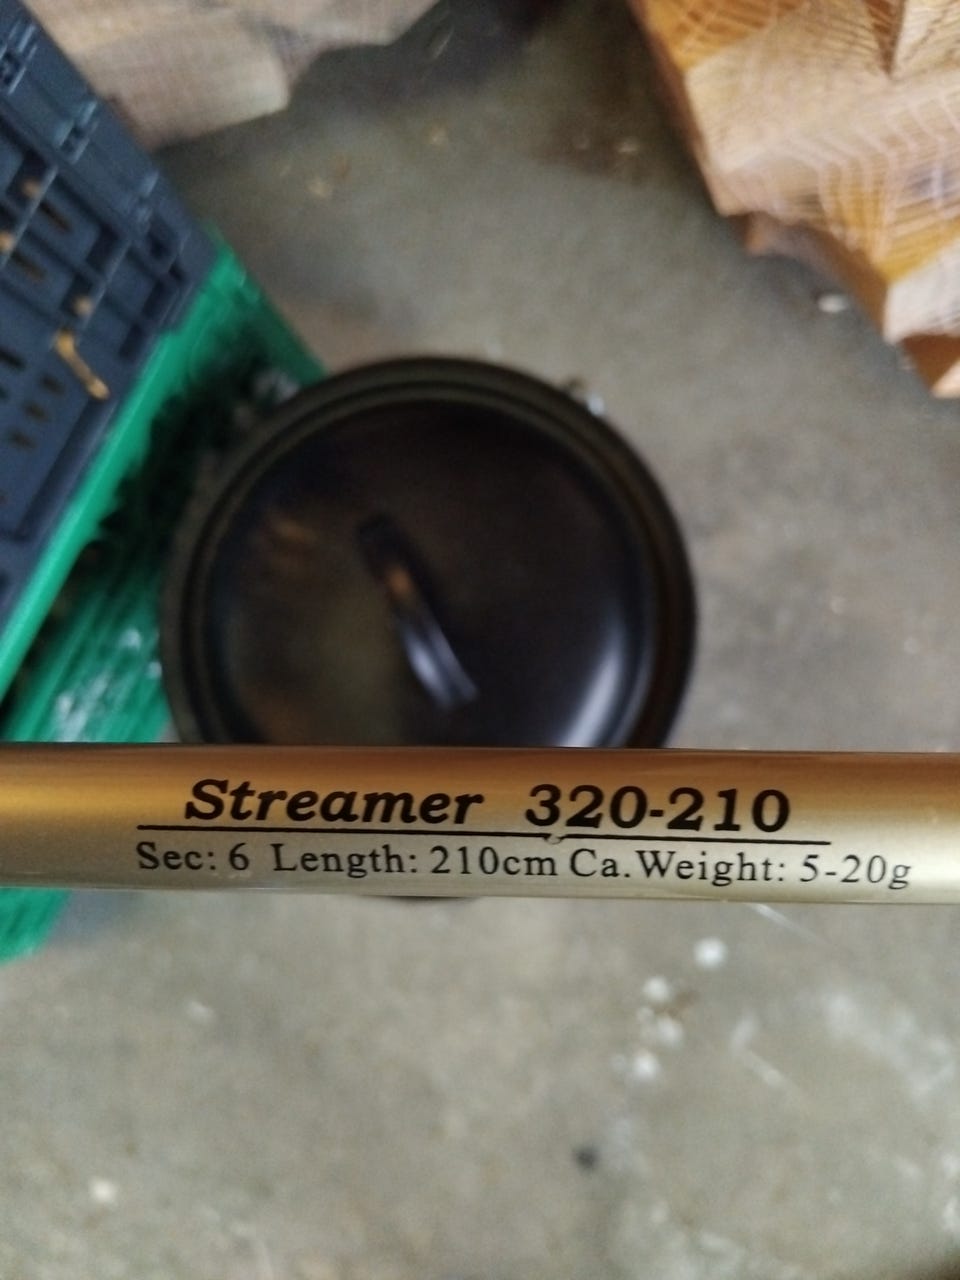 Streamer 320-210
Sec: 6 Length: 210cm Ca.Weight: 5-20g